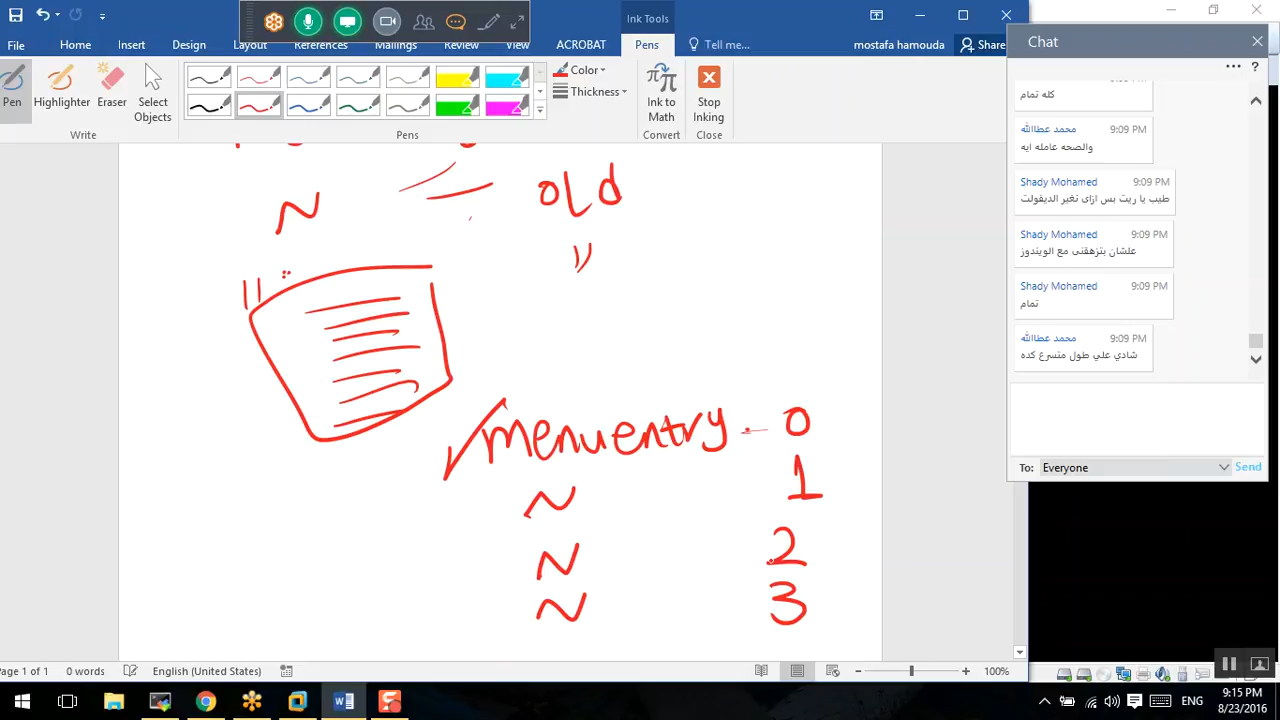 Ink Tools
File
Home
Insert
Design
Layout
References
Mailings
Review
View
ACROBAT
Pens
Tell me...
mostafa hamouda
Share
Pen
Highlighter
Eraser
Select Objects
Color
Thickness
Ink to Math
Stop Inking
Write
Pens
Convert
Close
old
"
menuentry - 0
1
2
3
Chat
كله تمام
محمد عطاالله 9:09 PM
والصحه عامله ايه
Shady Mohamed 9:09 PM
طيب يا ريت بس ازاى تغير الديفولت
Shady Mohamed 9:09 PM
علشان بتزهقنى مع الويندوز
Shady Mohamed 9:09 PM
تمام
محمد عطاالله 9:09 PM
شادي علي طول متسرع كده
To: Everyone
Send
Page 1 of 1
0 words
English (United States)
100%
ENG
9:15 PM
8/23/2016